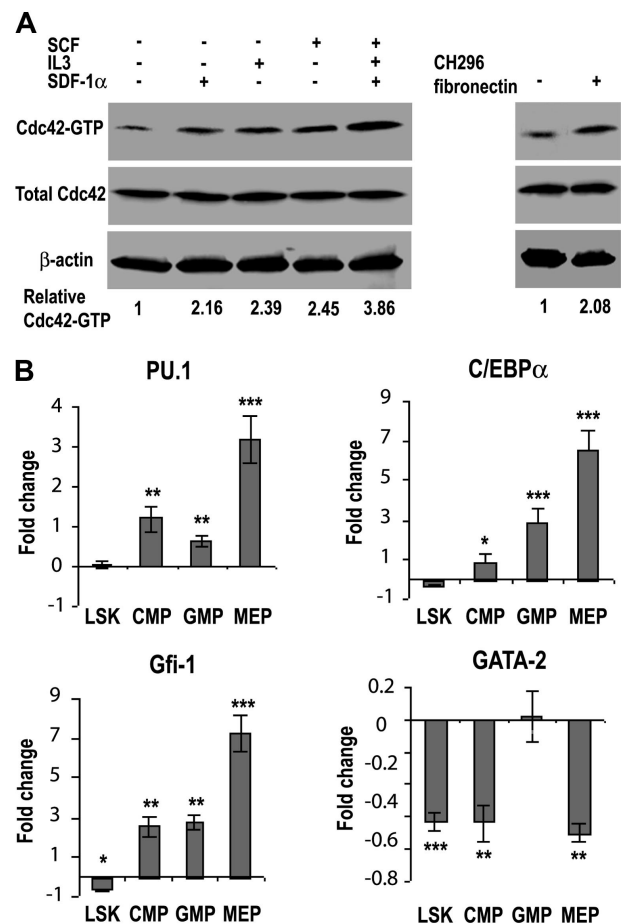 A
SCF - - - + +
IL3 - - + - +
SDF-1α - + - - +
CH296
fibronectin - +
Cdc42-GTP
Total Cdc42
β-actin
Relative
Cdc42-GTP 1 2.16 2.39 2.45 3.86 1 2.08
B
PU.1
Fold change
4
3
2
1
0
-1
***
**
**
LSK CMP GMP MEP
C/EBPα
Fold change
9
7
5
3
1
-1
***
***
*
LSK CMP GMP MEP
Gfi-1
Fold change
9
7
5
3
1
-1
***
** **
*
LSK CMP GMP MEP
GATA-2
Fold change
0.2
0
-0.2
-0.4
-0.6
-0.8
*** ** **
LSK CMP GMP MEP